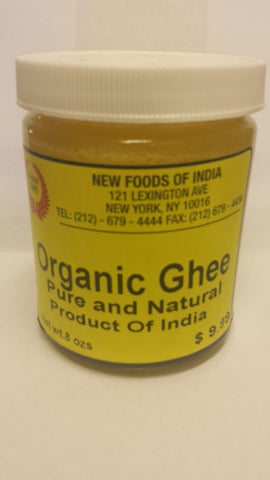 NEW FOODS OF INDIA
121 LEXINGTON AVE
NEW YORK, NY 10016
TEL: (212) - 679 - 4444 FAX: (212) 679 -
Organic Ghee
Pure and Natural
Product Of India
Net wt.8 ozs
$ 9.99